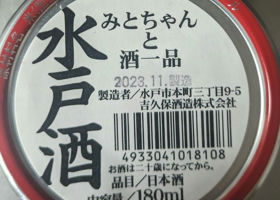 水戸酒
みとちゃん
と
酒一品
2023.11.製造
製造者/水戸市本町三丁目9-5
吉久保酒造株式会社
4933041018108
お酒は二十歳になってから。
品目/日本酒
内容量/180ml